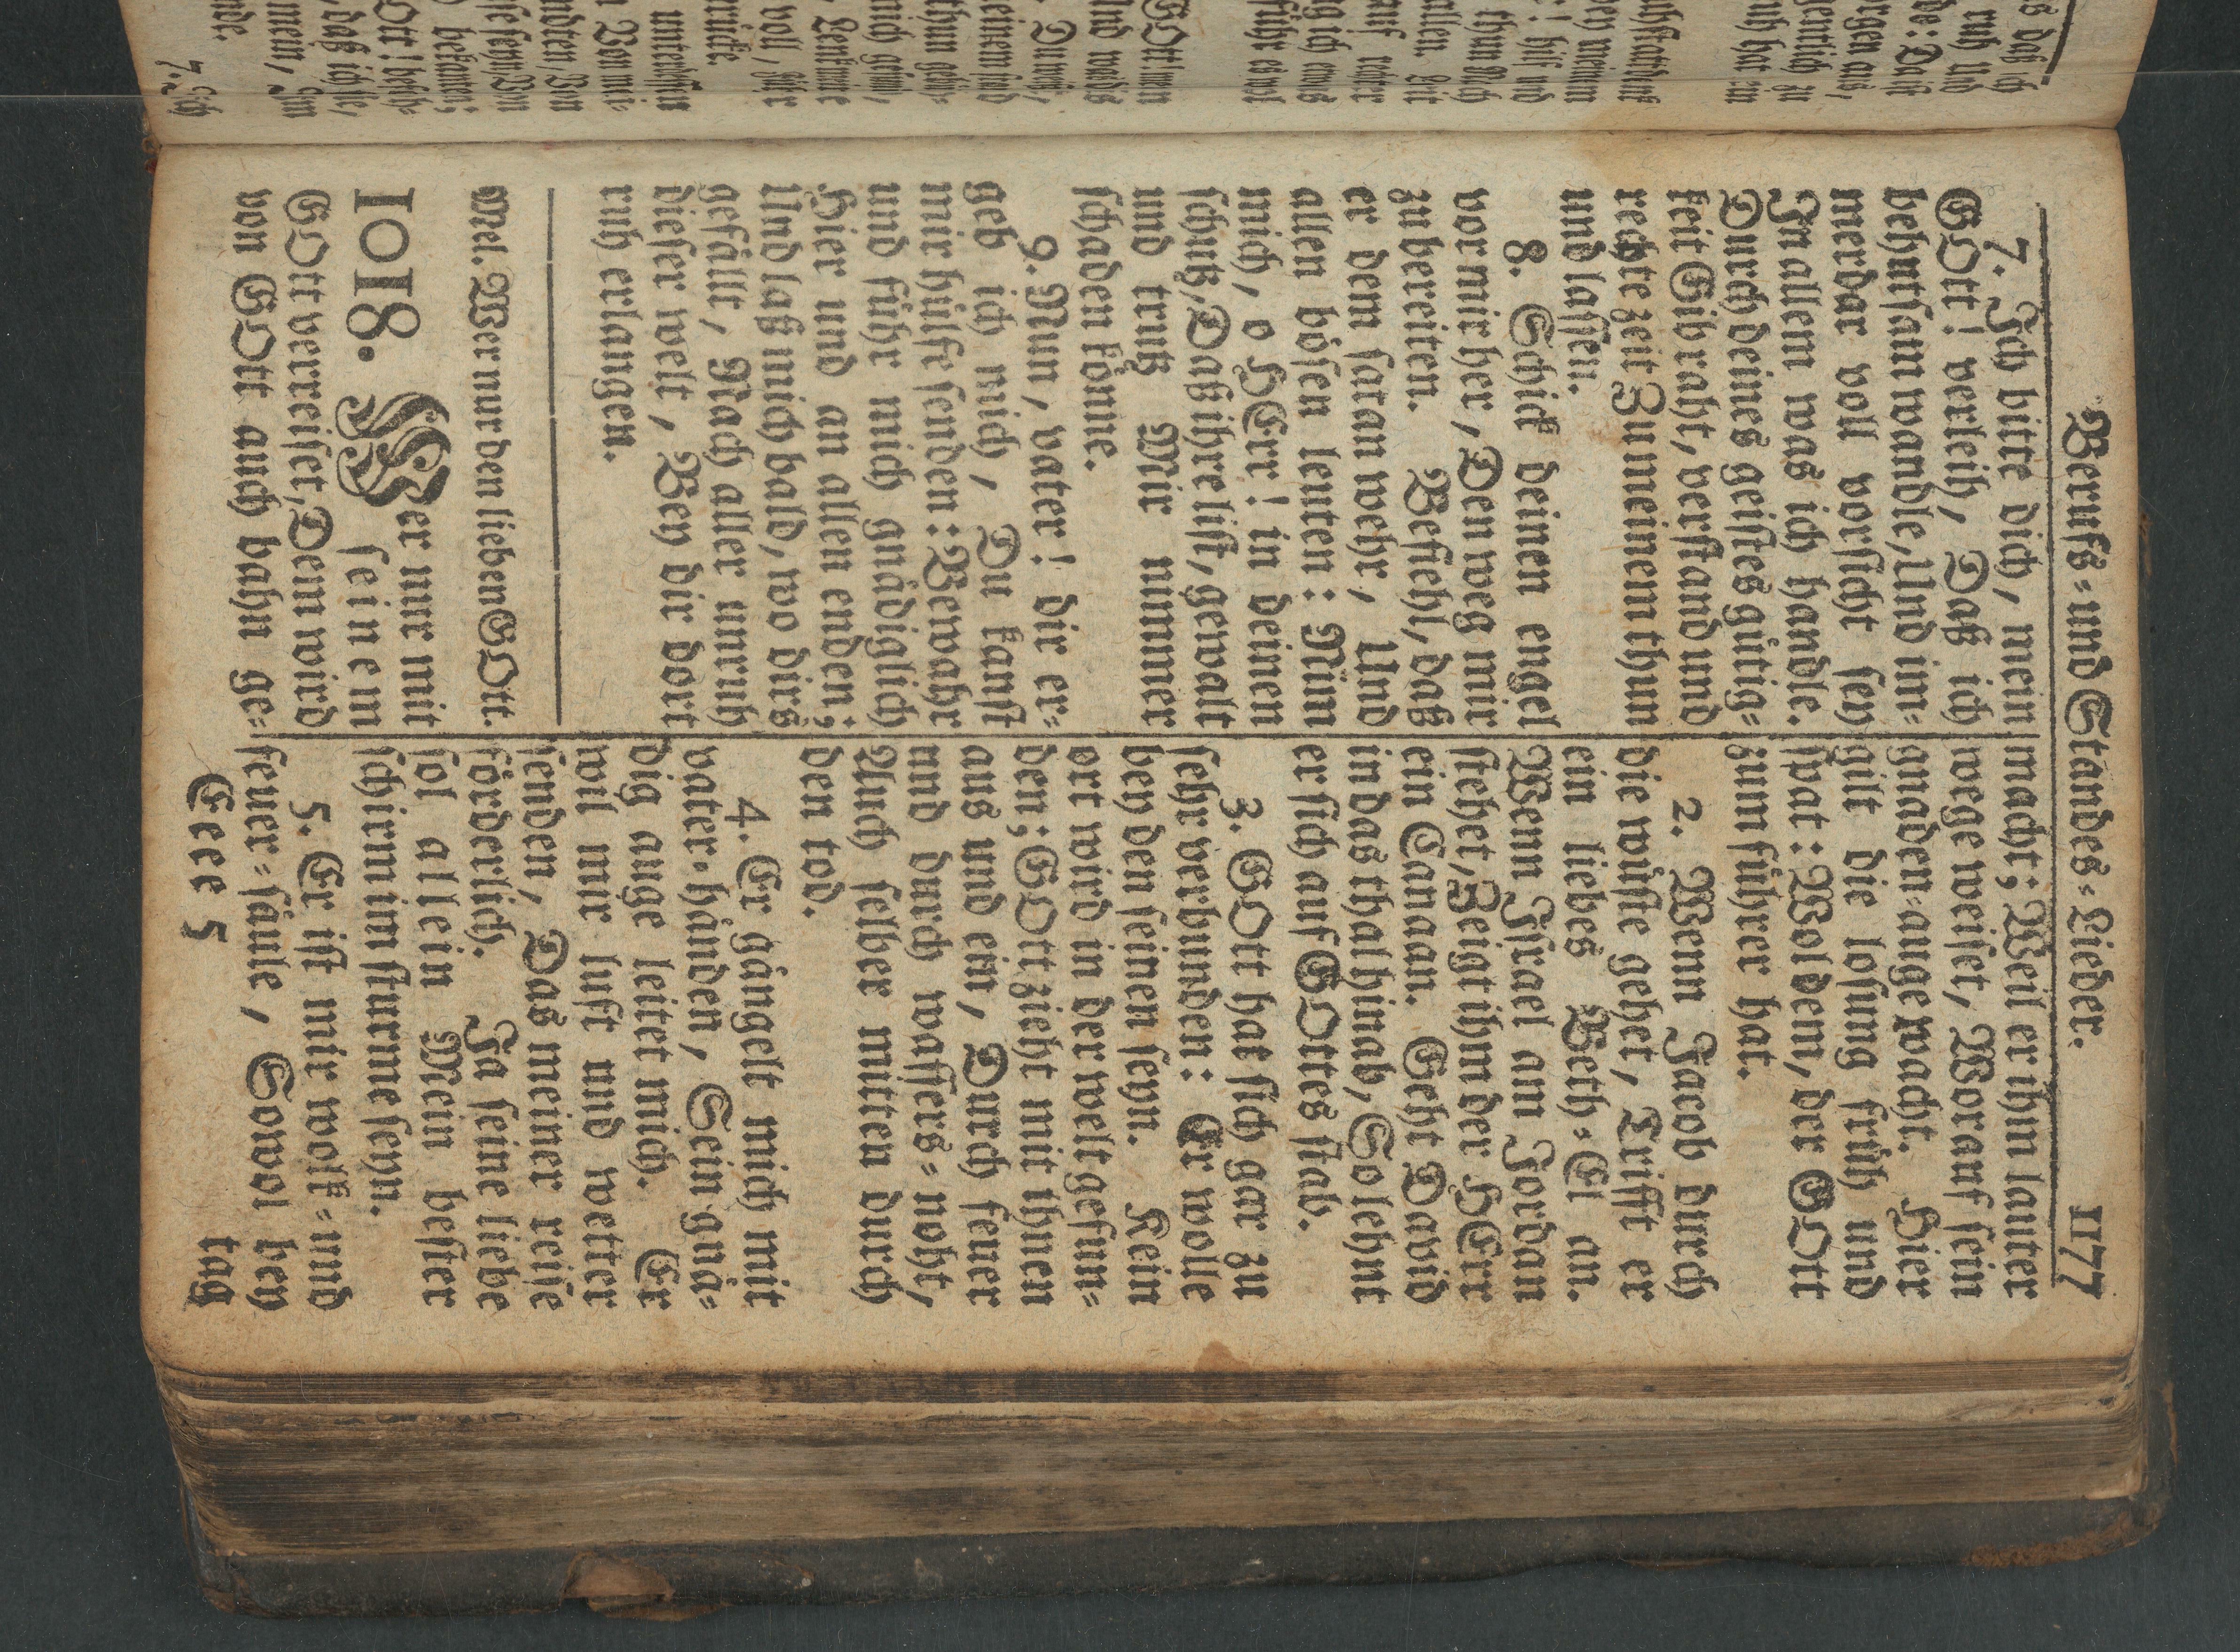 Berufs-und Standes-Lieder. 1177
7. Ich bitte dich, mein
GOtt! verleih, Daß ich
behutsam wandle, Und im-
merdar voll vorsicht sey
In allem was ich handle.
Durch deines geistes gütig-
keit Gib raht, verstand und
rechte zeit Zu meinem thun
und lassen.
8. Schick deinen engel
vor mir her, Den weg mir
zubereiten. Befiehl, daß
er dem satan wehr, Und
allen bösen leuten: Nim
mich, o HErr! in deinen
schutz, Daß ihre list, gewalt
und trutz Mir nimmer
schaden könne.
9. Nun, vater! dir er-
geb ich mich, Du kanst
mir hülfe senden: Bewahr
und führ mich gnädiglich
Hier und an allen enden;
Und laß mich bald, wo dirs
gefällt, Nach aller unruh
dieser welt, Bey dir dort
ruh erlangen.
Mel. Wer nur den lieben GOtt.
1018. Wer nur mit
seinem
GOtt verreiset, Dem wird
von GOtt auch bahn ge-
macht; Weil er ihm lauter
wege weiset, Worauf sein
gnaden-auge wacht. Hier
gilt die losung früh und
spat: Wol dem, der GOtt
zum führer hat.
2. Wenn Jacob durch
die wüste gehet, Trifft er
ein liebes Beth-El an.
Wenn Israel am Jordan
stehet, Zeigt ihm der HErr
ein Canaan. Geht David
in das thal hinab, So lehnt
er sich auf GOttes stab.
3. GOtt hat sich gar zu
sehr verbunden: Er wolle
bey den seinen seyn. Kein
ort wird in der welt gefun-
den; GOtt zieht mit ihnen
aus und ein, Durch feuer
und durch wassers-noht,
Auch selber mitten durch
den tod.
4. Er gängelt mich mit
vater-händen, Sein gnä-
dig auge leitet mich. Er
wil mir luft und wetter
senden, Das meiner reise
förderlich. Ja seine liebe
sol allein Mein bester
schirm im sturme seyn.
5. Er ist mir wolk-und
feuer-säule, Sowol bey
Eeee 5 tag